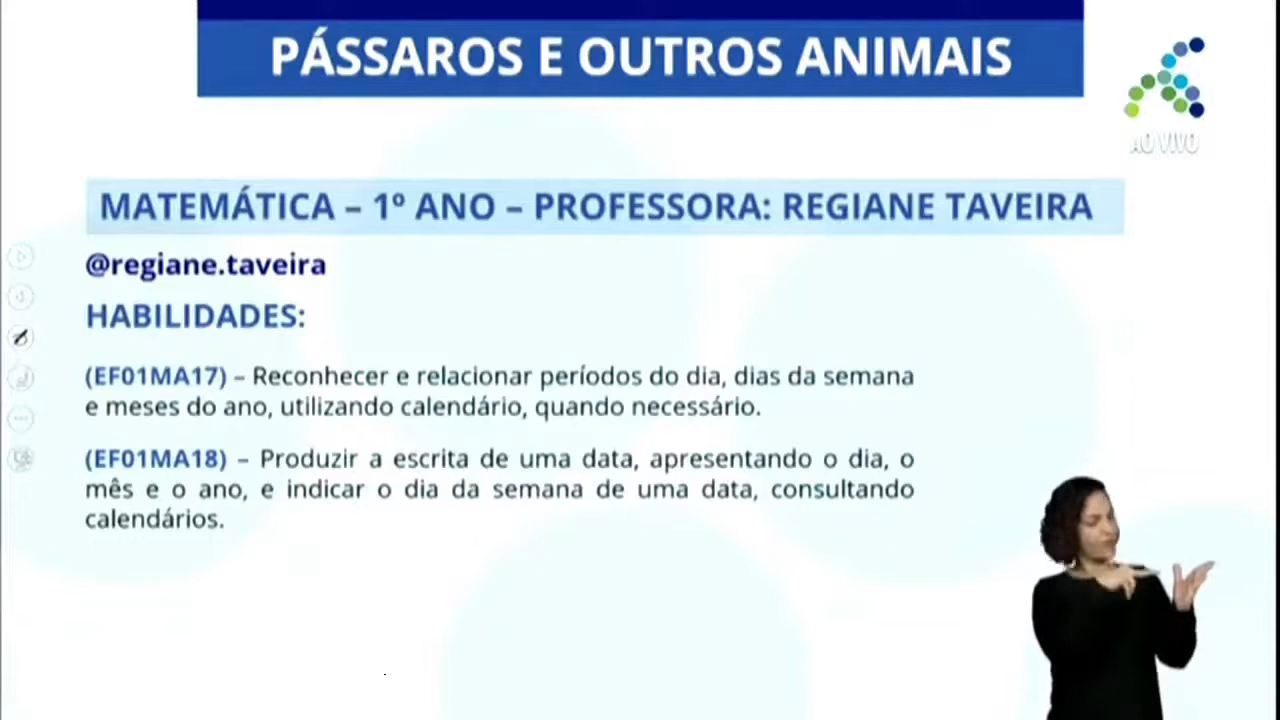 PÁSSAROS E OUTROS ANIMAIS
AO VIVO
MATEMÁTICA – 1º ANO – PROFESSORA: REGIANE TAVEIRA
@regiane.taveira
HABILIDADES:
(EF01MA17) – Reconhecer e relacionar períodos do dia, dias da semana
e meses do ano, utilizando calendário, quando necessário.
(EF01MA18) – Produzir a escrita de uma data, apresentando o dia, o
mês e o ano, e indicar o dia da semana de uma data, consultando
calendários.